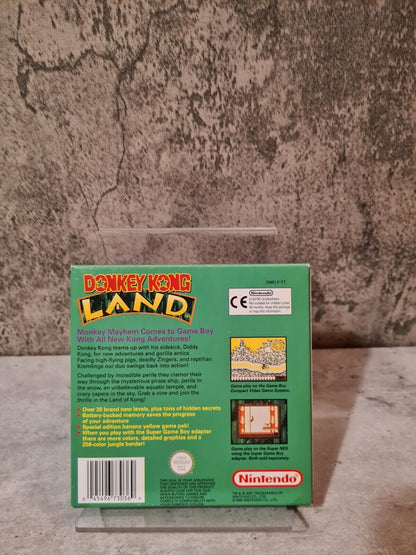 DONKEY KONG
LAND
Nintendo
CE
Monkey Mayhem Comes to Game Boy
With All New Kong Adventures!
Donkey Kong teams up with his sidekick, Diddy
Kong, for new adventures and gorilla antics.
Facing high-flying pigs, deadly Zingers, and reptilian
Kremlings our duo swings back into action!
Challenged by incredible perils they clamor their
way through the mysterious pirate ship, perils in
the snow, an unbelievable aquatic temple, and
crazy capers in the sky. Grab a vine and join the
thrills in the Land of Kong!
• Over 30 brand new levels, plus tons of hidden secrets
• Battery-backed memory saves the progress
of your adventure
• Special edition banana yellow game pak!
• When you play with the Super Game Boy adapter
there are more colors, detailed graphics and a
256-color jungle border!
Game play on the Game Boy
Compact Video Game System.
Game play on the Super NES
using the Super Game Boy
adapter. Both sold separately.
Nintendo